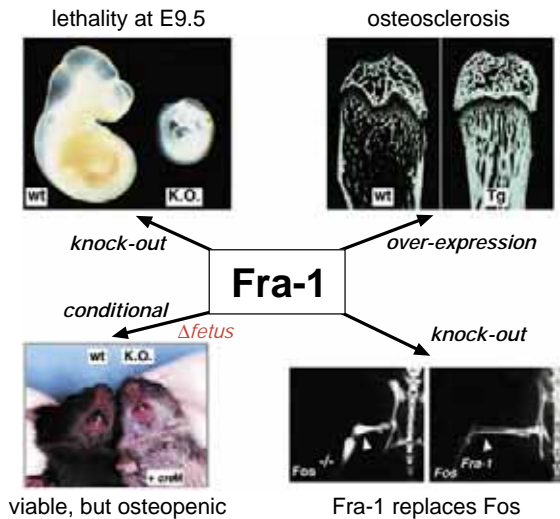 lethality at E9.5
osteosclerosis
wt
K.O.
wt
Tg
knock-out
over-expression
Fra-1
conditional
Δfetus
knock-out
wt K.O.
Fos -/-
Fos Fra-1
viable, but osteopenic
Fra-1 replaces Fos